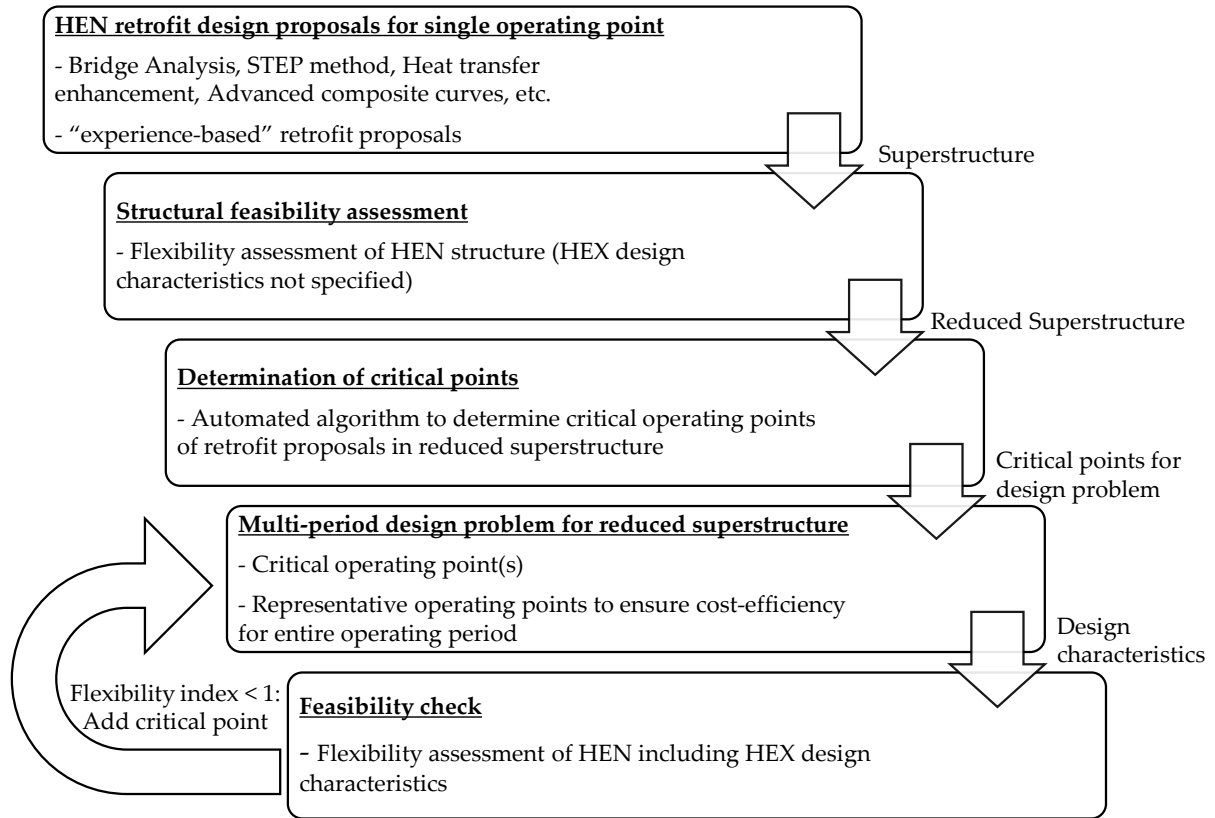 HEN retrofit design proposals for single operating point
- Bridge Analysis, STEP method, Heat transfer
enhancement, Advanced composite curves, etc.
- “experience-based” retrofit proposals
Superstructure
Structural feasibility assessment
- Flexibility assessment of HEN structure (HEX design
characteristics not specified)
Reduced Superstructure
Determination of critical points
- Automated algorithm to determine critical operating points
of retrofit proposals in reduced superstructure
Critical points for
design problem
Multi-period design problem for reduced superstructure
- Critical operating point(s)
- Representative operating points to ensure cost-efficiency
for entire operating period
Design
characteristics
Flexibility index < 1:
Add critical point
Feasibility check
- Flexibility assessment of HEN including HEX design
characteristics